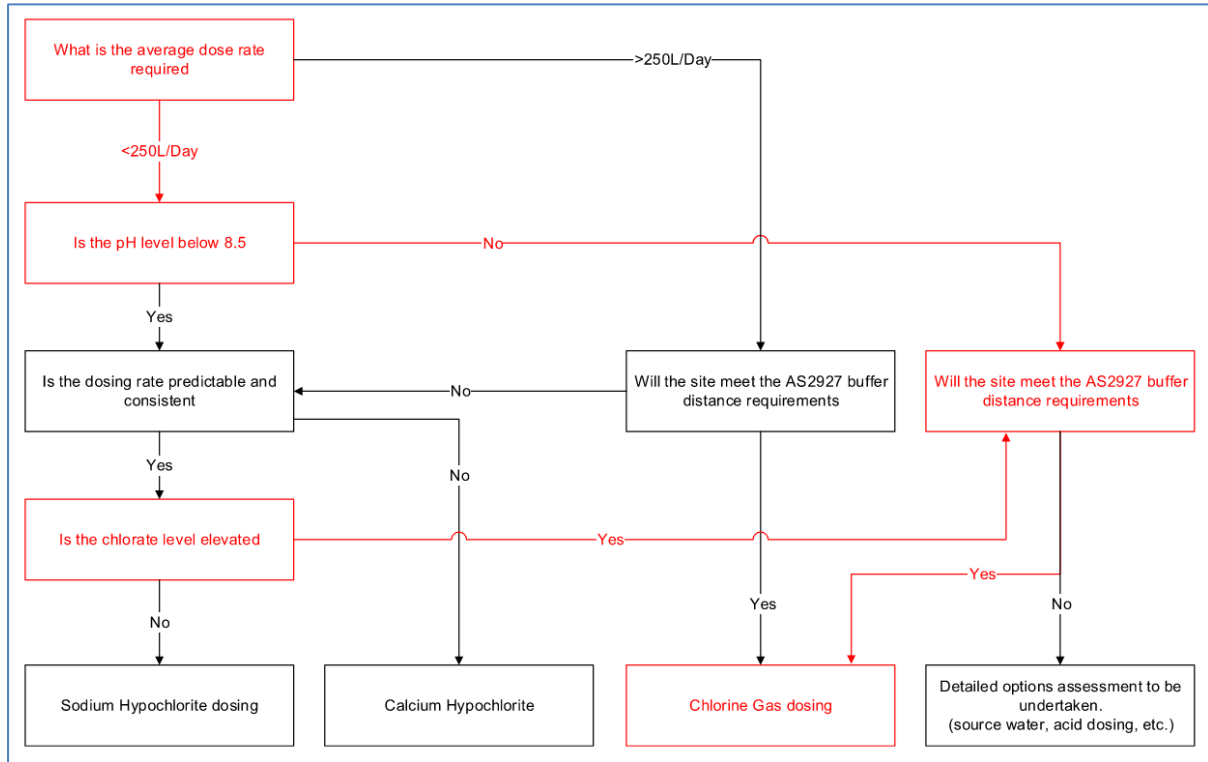 What is the average dose rate
required
>250L/Day
<250L/Day
Is the pH level below 8.5
No
Yes
Is the dosing rate predictable and
consistent
No
Will the site meet the AS2927 buffer
distance requirements
Will the site meet the AS2927 buffer
distance requirements
Yes
No
Is the chlorate level elevated
Yes
Yes
No
Yes
No
Sodium Hypochlorite dosing
Calcium Hypochlorite
Chlorine Gas dosing
Detailed options assessment to be
undertaken.
(source water, acid dosing, etc.)